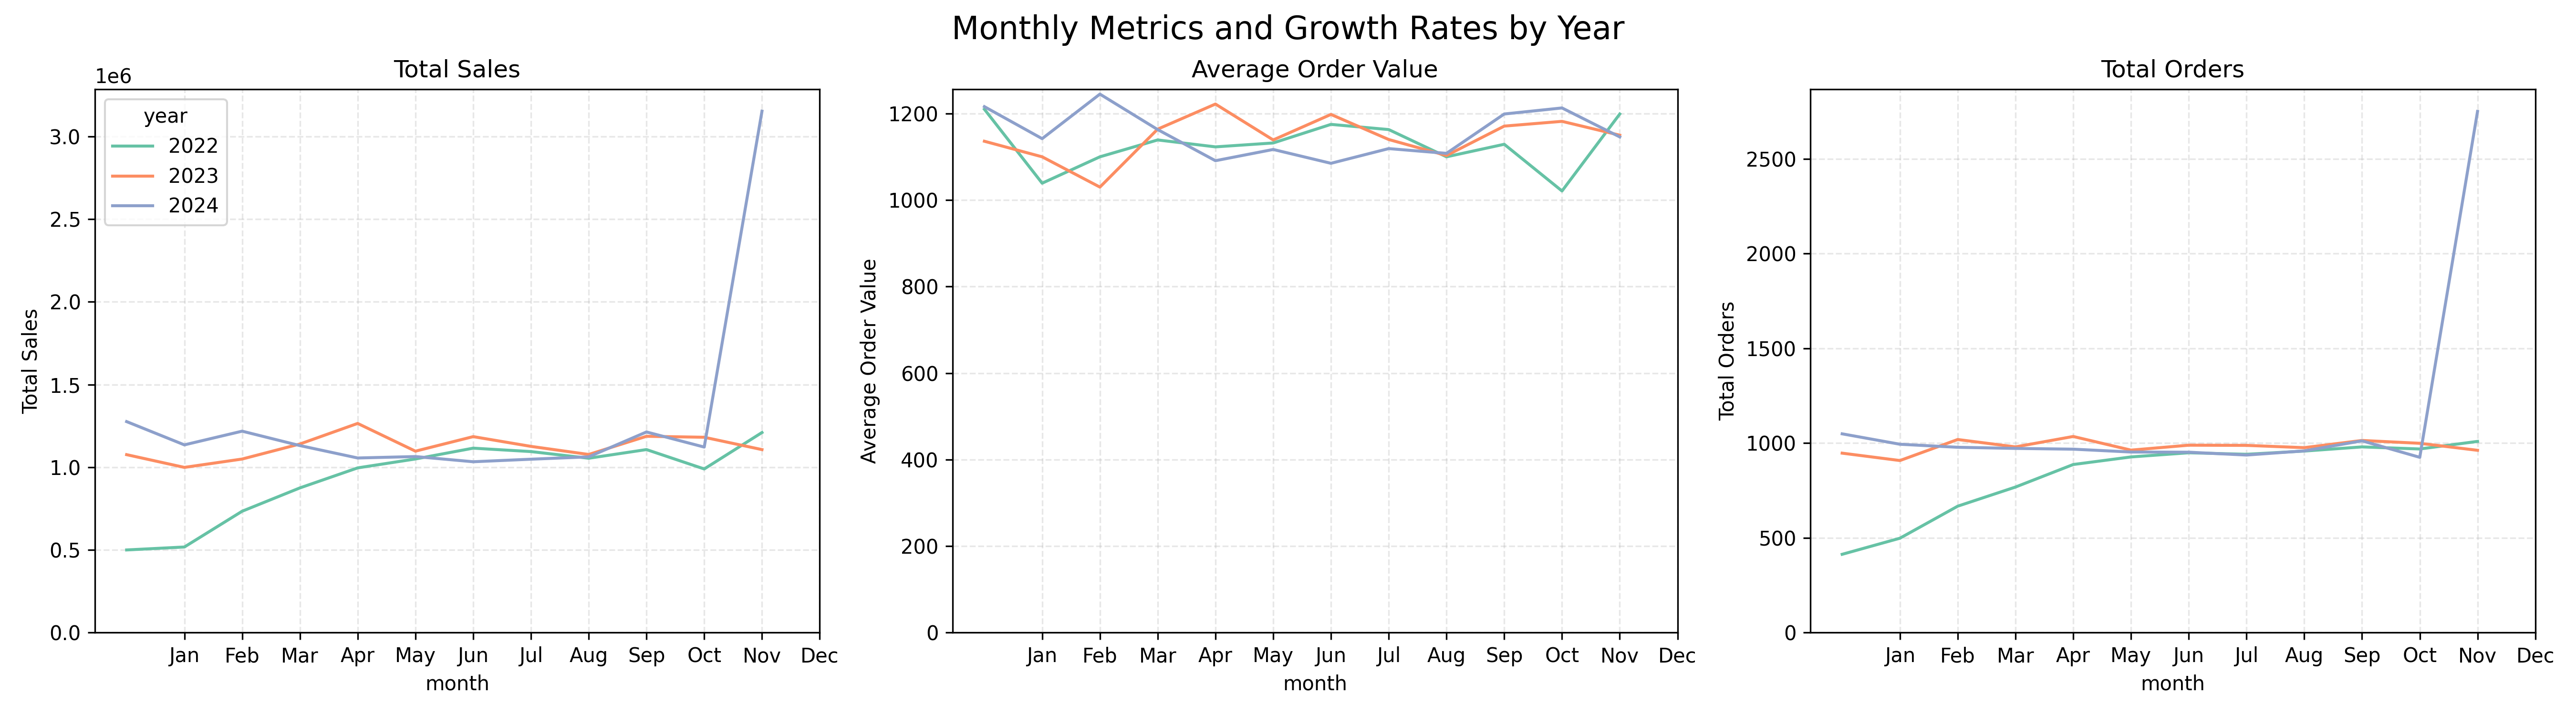 Monthly Metrics and Growth Rates by Year
Total Sales
1e6
year
2022
2023
2024
3.0
2.5
2.0
1.5
1.0
0.5
0.0
Total Sales
Jan Feb Mar Apr May Jun Jul Aug Sep Oct Nov Dec
month
Average Order Value
1200
1000
800
600
400
200
0
Average Order Value
Jan Feb Mar Apr May Jun Jul Aug Sep Oct Nov Dec
month
Total Orders
2500
2000
1500
1000
500
0
Total Orders
Jan Feb Mar Apr May Jun Jul Aug Sep Oct Nov Dec
month